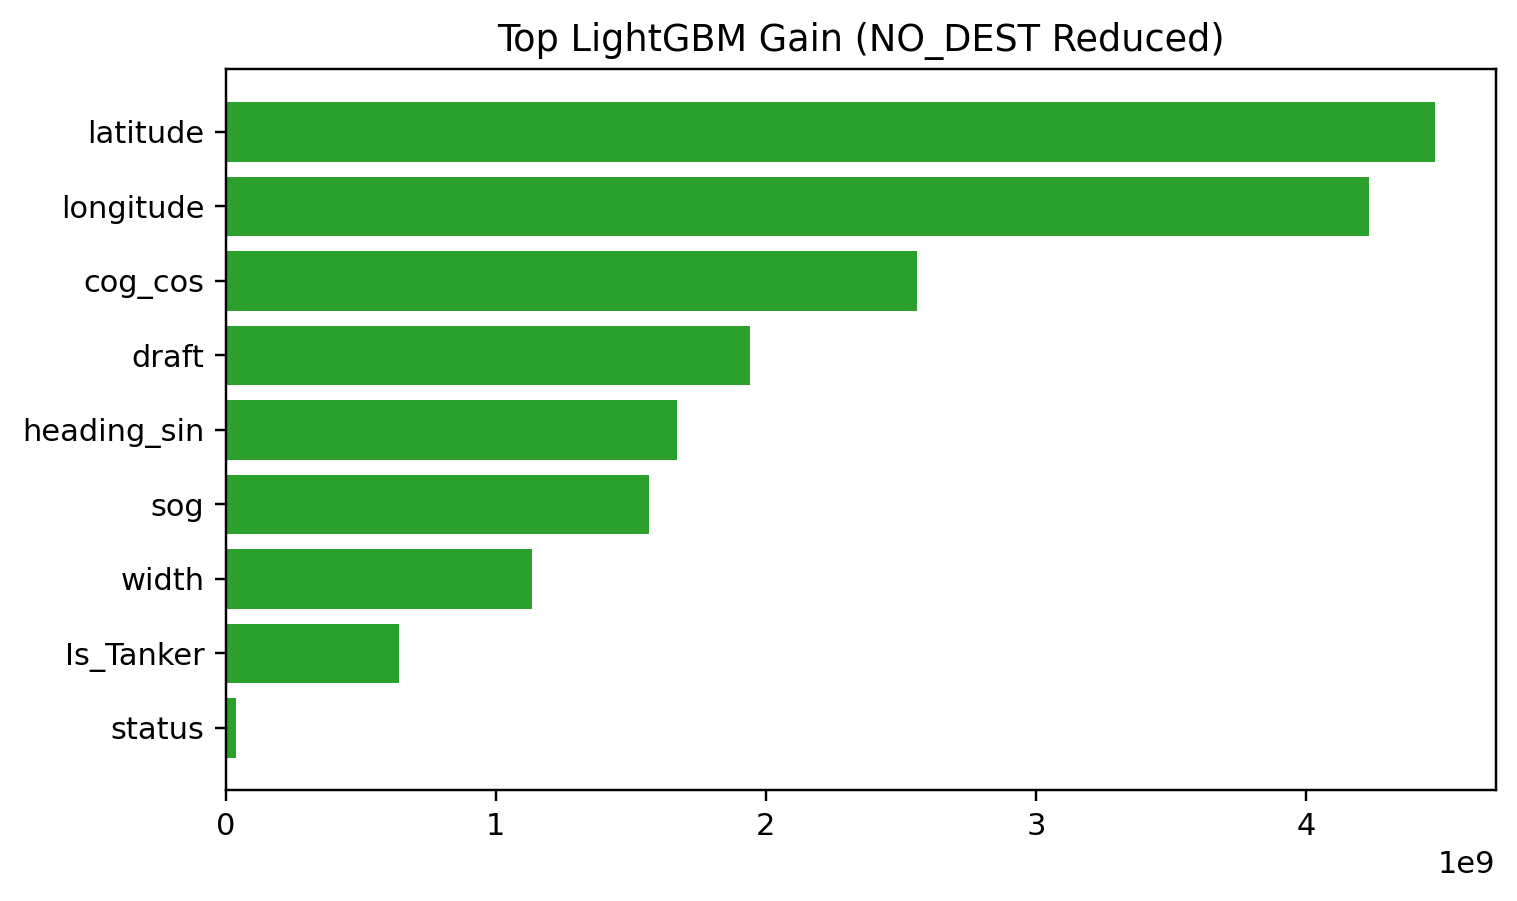 Top LightGBM Gain (NO_DEST Reduced)
latitude
longitude
cog_cos
draft
heading_sin
sog
width
Is_Tanker
status
0 1 2 3 4
1e9